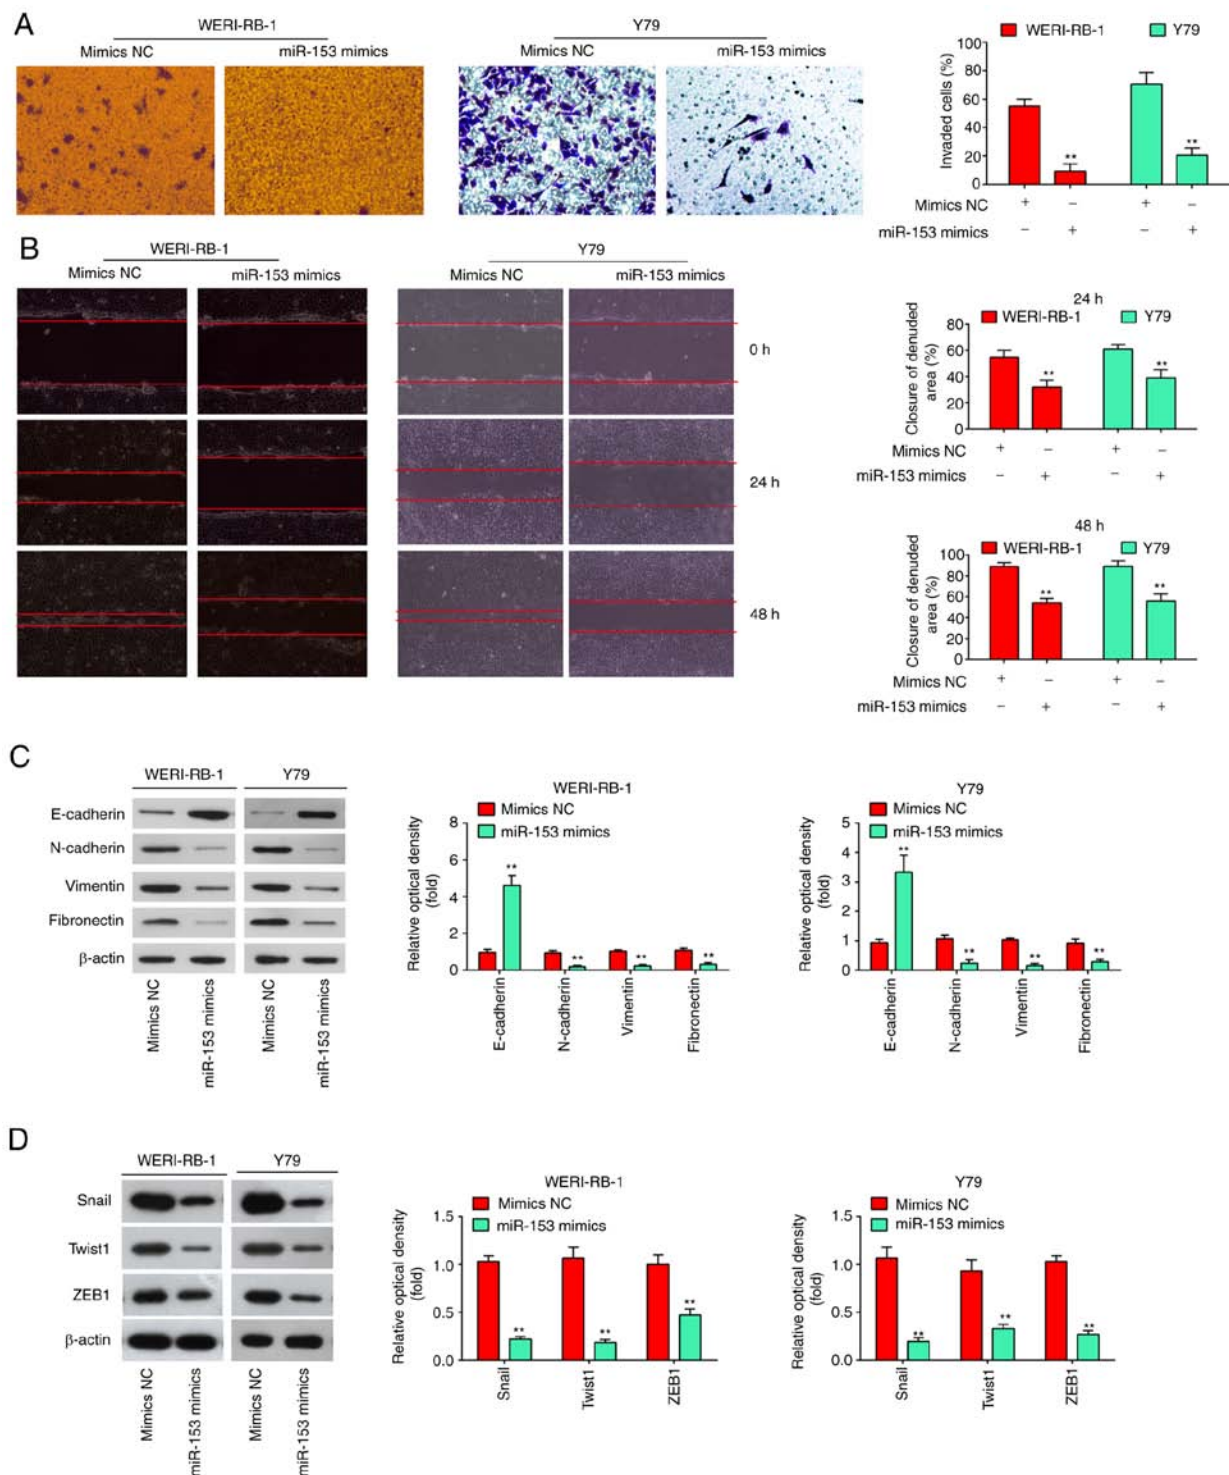 A
WERI-RB-1
Mimics NC miR-153 mimics
Y79
Mimics NC miR-153 mimics
WERI-RB-1 Y79
Invaded cells (%)
100
80
60
40
20
0
** **
Mimics NC + – + –
miR-153 mimics – + – +
B
WERI-RB-1
Mimics NC miR-153 mimics
Y79
Mimics NC miR-153 mimics
0 h
24 h
48 h
24 h
WERI-RB-1 Y79
Closure of denuded
area (%)
80
60
40
20
0
** **
Mimics NC + – + –
miR-153 mimics – + – +
48 h
WERI-RB-1 Y79
Closure of denuded
area (%)
100
80
60
40
20
0
** **
Mimics NC + – + –
miR-153 mimics – + – +
C
WERI-RB-1 Y79
E-cadherin
N-cadherin
Vimentin
Fibronectin
β-actin
Mimics NC
miR-153 mimics
Mimics NC
miR-153 mimics
WERI-RB-1
Mimics NC
miR-153 mimics
Relative optical density
(fold)
8
6
4
2
0
** ** ** **
E-cadherin
N-cadherin
Vimentin
Fibronectin
Y79
Mimics NC
miR-153 mimics
Relative optical density
(fold)
5
4
3
2
1
0
** ** ** **
E-cadherin
N-cadherin
Vimentin
Fibronectin
D
WERI-RB-1 Y79
Snail
Twist1
ZEB1
β-actin
Mimics NC
miR-153 mimics
Mimics NC
miR-153 mimics
WERI-RB-1
Mimics NC
miR-153 mimics
Relative optical density
(fold)
1.5
1.0
0.5
0.0
** ** **
Snail
Twist1
ZEB1
Y79
Mimics NC
miR-153 mimics
Relative optical density
(fold)
1.5
1.0
0.5
0.0
** ** **
Snail
Twist1
ZEB1